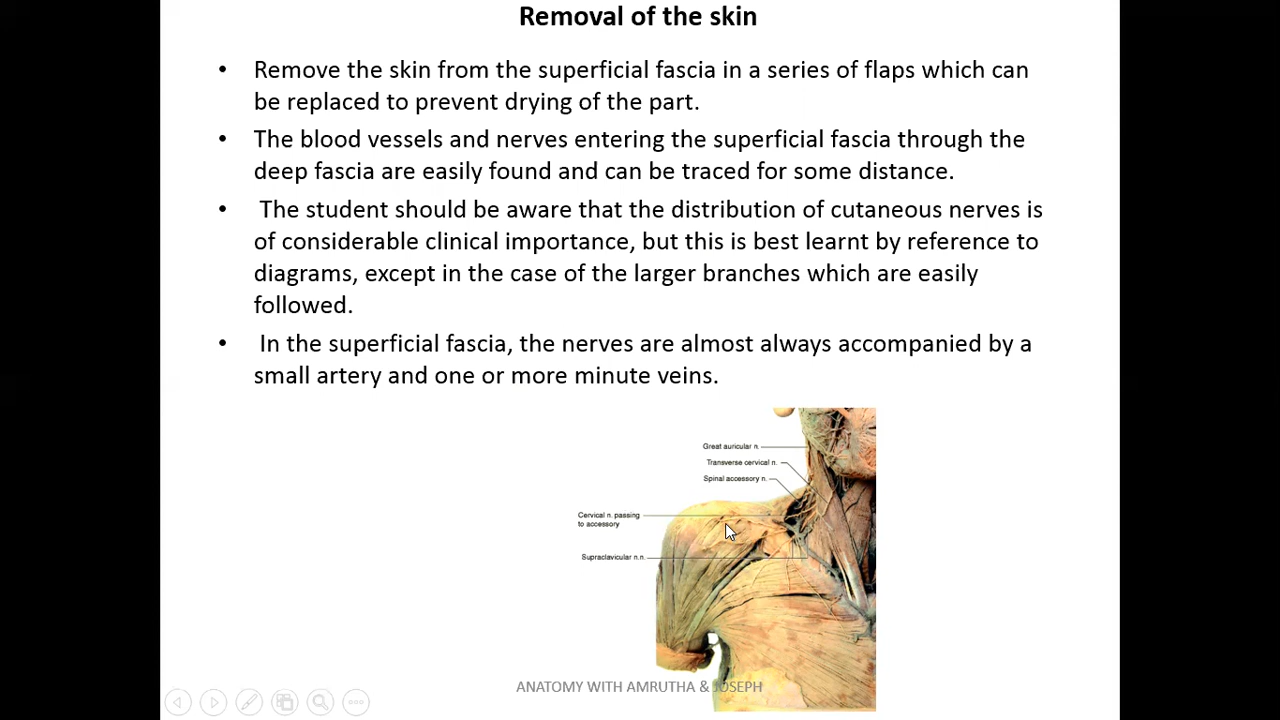 Removal of the skin
• Remove the skin from the superficial fascia in a series of flaps which can
be replaced to prevent drying of the part.
• The blood vessels and nerves entering the superficial fascia through the
deep fascia are easily found and can be traced for some distance.
• The student should be aware that the distribution of cutaneous nerves is
of considerable clinical importance, but this is best learnt by reference to
diagrams, except in the case of the larger branches which are easily
followed.
• In the superficial fascia, the nerves are almost always accompanied by a
small artery and one or more minute veins.
Great auricular n.
Transverse cervical n.
Spinal accessory n.
Cervical n. passing
to accessory
Supraclavicular n.n.
ANATOMY WITH AMRUTHA & JOSEPH